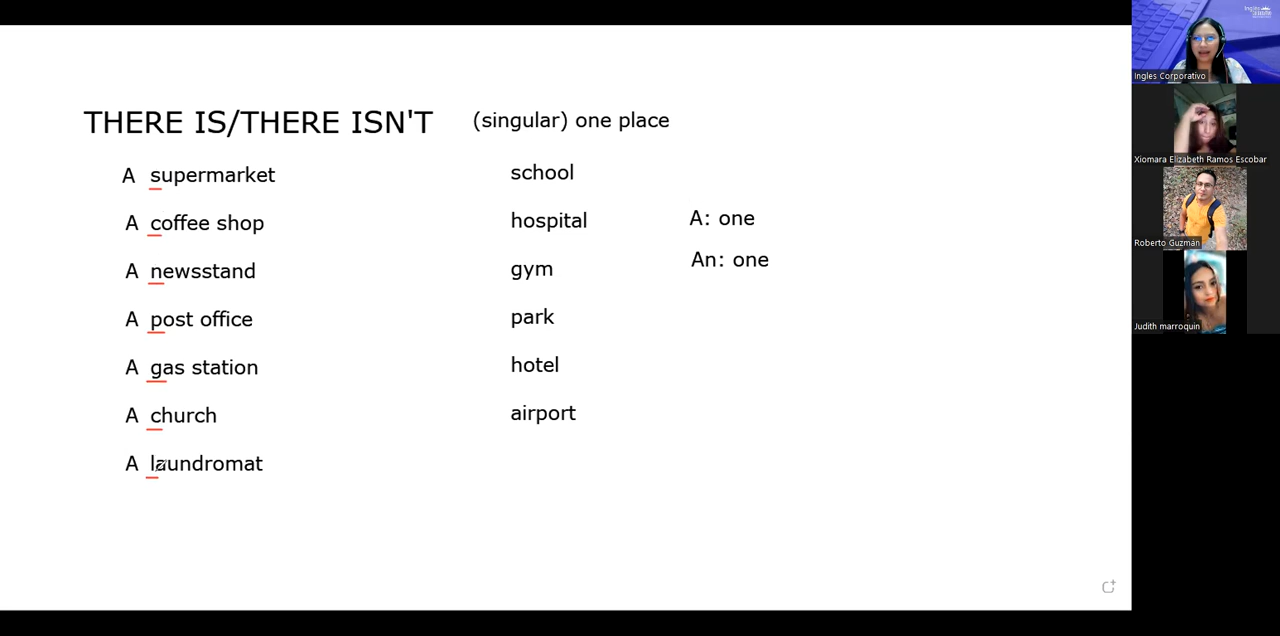 THERE IS/THERE ISN'T (singular) one place
A supermarket
A coffee shop
A newsstand
A post office
A gas station
A church
A laundromat
school
hospital
gym
park
hotel
airport
A: one
An: one
Ingles Corporativo
Xiomara Elizabeth Ramos Escobar
Roberto Guzmán
Judith marroquin